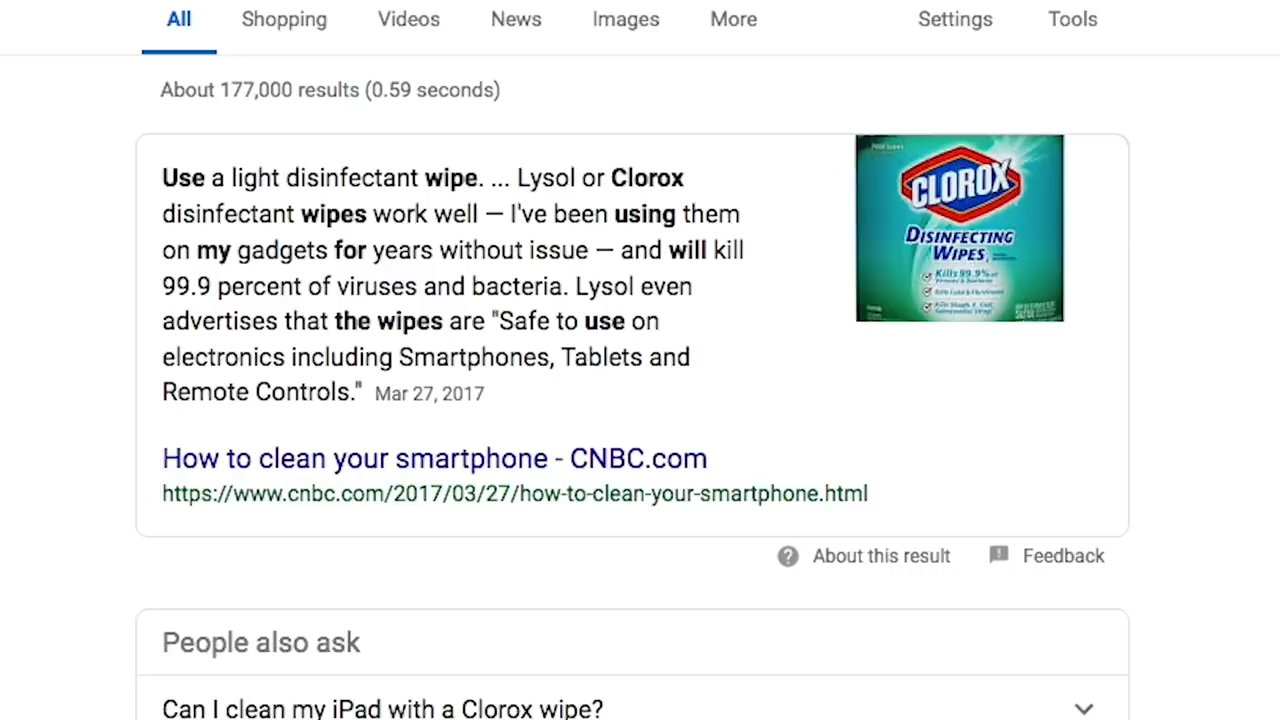 All Shopping Videos News Images More Settings Tools
About 177,000 results (0.59 seconds)
Use a light disinfectant wipe. ... Lysol or Clorox
disinfectant wipes work well — I've been using them
on my gadgets for years without issue — and will kill
99.9 percent of viruses and bacteria. Lysol even
advertises that the wipes are "Safe to use on
electronics including Smartphones, Tablets and
Remote Controls." Mar 27, 2017
CLOROX
DISINFECTING
WIPES
Kills 99.9% of
Viruses & Bacteria
How to clean your smartphone - CNBC.com
https://www.cnbc.com/2017/03/27/how-to-clean-your-smartphone.html
About this result Feedback
People also ask
Can I clean my iPad with a Clorox wipe?